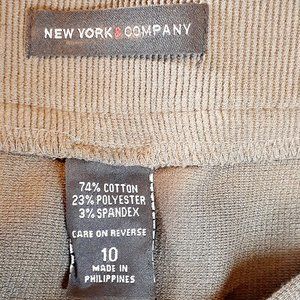 NEW YORK & COMPANY
74% COTTON
23% POLYESTER
3% SPANDEX
CARE ON REVERSE
10
MADE IN
PHILIPPINES